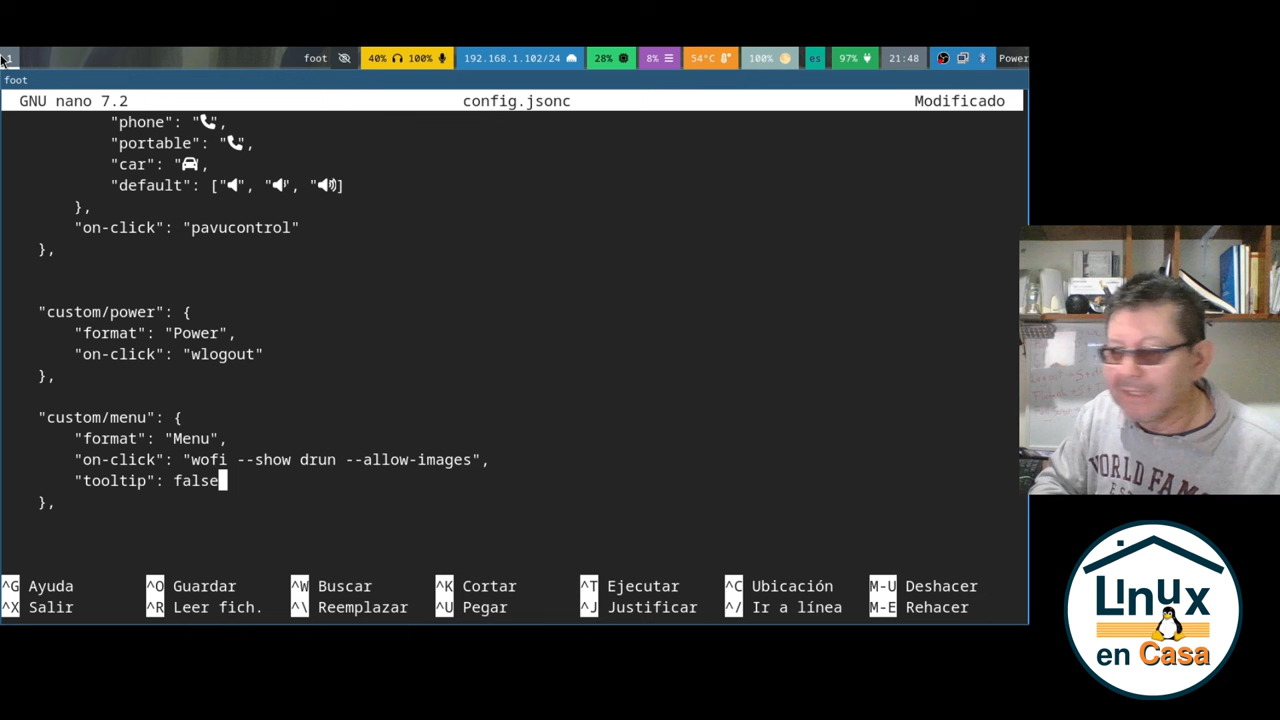 1 foot 40% 100% 192.168.1.102/24 28% 8% 54°C 100% es 97% 21:48 Power
foot
GNU nano 7.2 config.jsonc Modificado
"phone": "",
"portable": "",
"car": "",
"default": ["", "", ""]
},
"on-click": "pavucontrol"
},
"custom/power": {
"format": "Power",
"on-click": "wlogout"
},
"custom/menu": {
"format": "Menu",
"on-click": "wofi --show drun --allow-images",
"tooltip": false
},
^G Ayuda ^O Guardar ^W Buscar ^K Cortar ^T Ejecutar ^C Ubicación M-U Deshacer
^X Salir ^R Leer fich. ^\ Reemplazar ^U Pegar ^J Justificar ^/ Ir a línea M-E Rehacer
WORLD FAM
LInux
en Casa